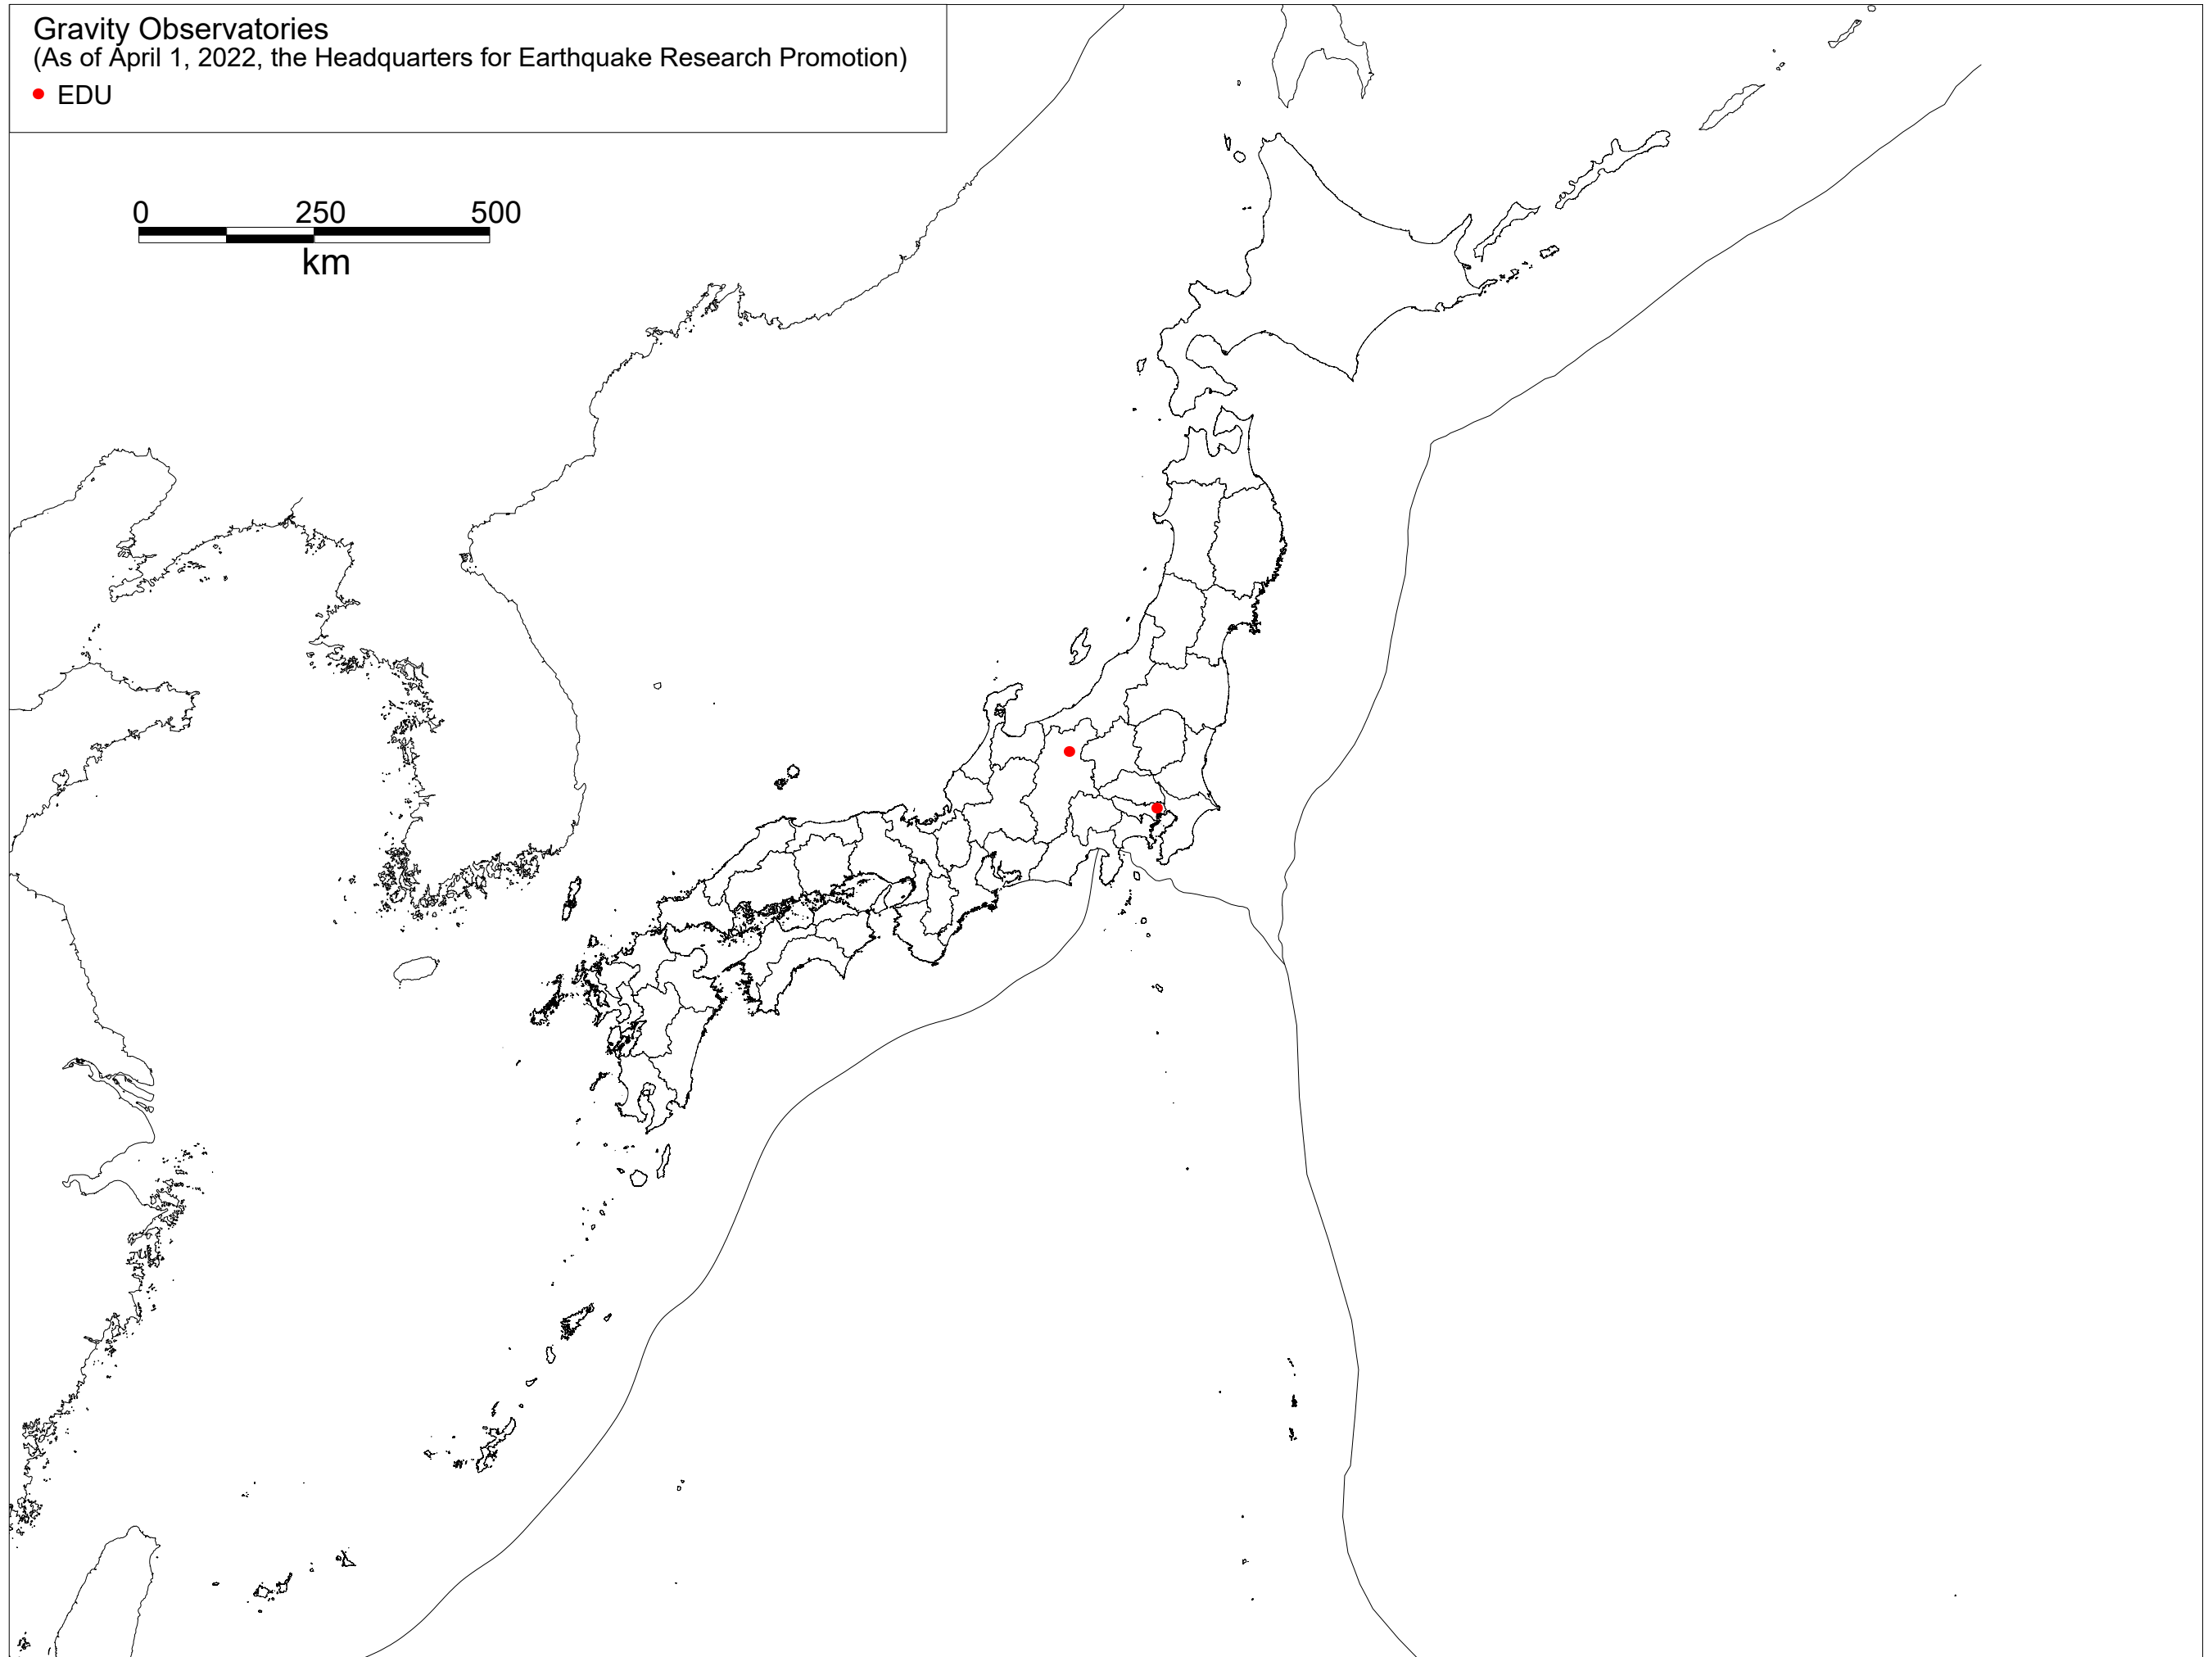 Gravity Observatories
(As of April 1, 2022, the Headquarters for Earthquake Research Promotion)
EDU
0 250 500
km